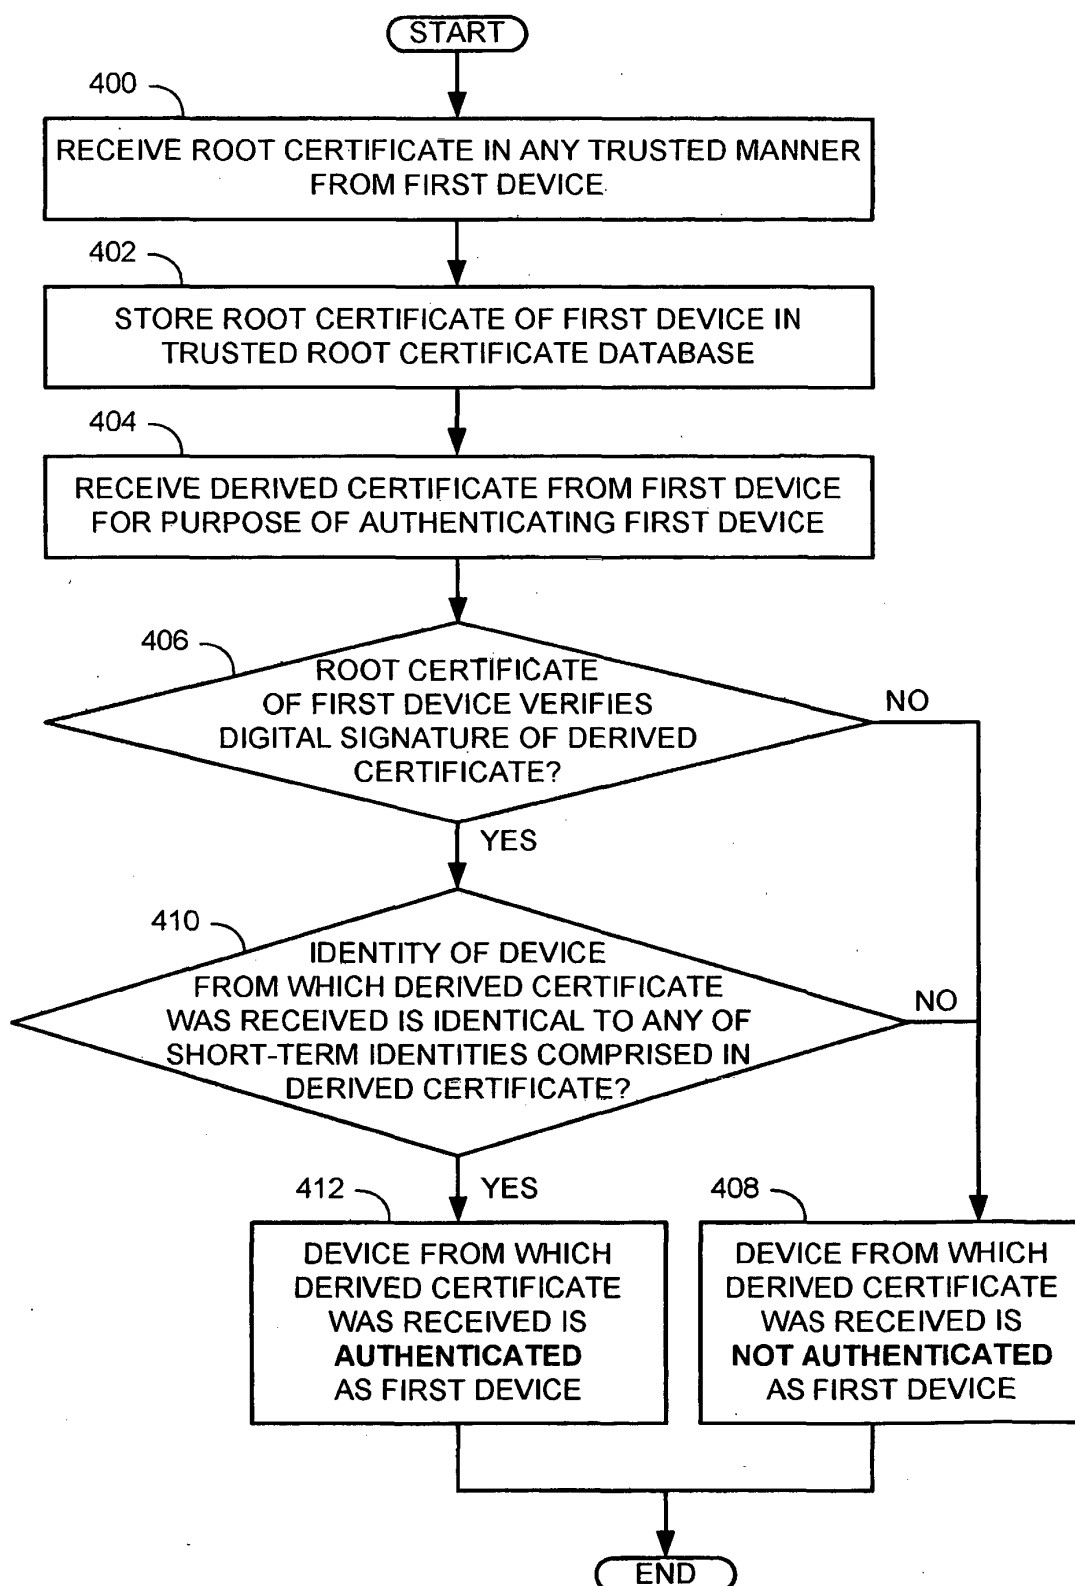 START
400
RECEIVE ROOT CERTIFICATE IN ANY TRUSTED MANNER
FROM FIRST DEVICE
402
STORE ROOT CERTIFICATE OF FIRST DEVICE IN
TRUSTED ROOT CERTIFICATE DATABASE
404
RECEIVE DERIVED CERTIFICATE FROM FIRST DEVICE
FOR PURPOSE OF AUTHENTICATING FIRST DEVICE
406
ROOT CERTIFICATE
OF FIRST DEVICE VERIFIES
DIGITAL SIGNATURE OF DERIVED
CERTIFICATE?
NO
YES
410
IDENTITY OF DEVICE
FROM WHICH DERIVED CERTIFICATE
WAS RECEIVED IS IDENTICAL TO ANY OF
SHORT-TERM IDENTITIES COMPRISED IN
DERIVED CERTIFICATE?
NO
YES
412
DEVICE FROM WHICH
DERIVED CERTIFICATE
WAS RECEIVED IS
AUTHENTICATED
AS FIRST DEVICE
408
DEVICE FROM WHICH
DERIVED CERTIFICATE
WAS RECEIVED IS
NOT AUTHENTICATED
AS FIRST DEVICE
END